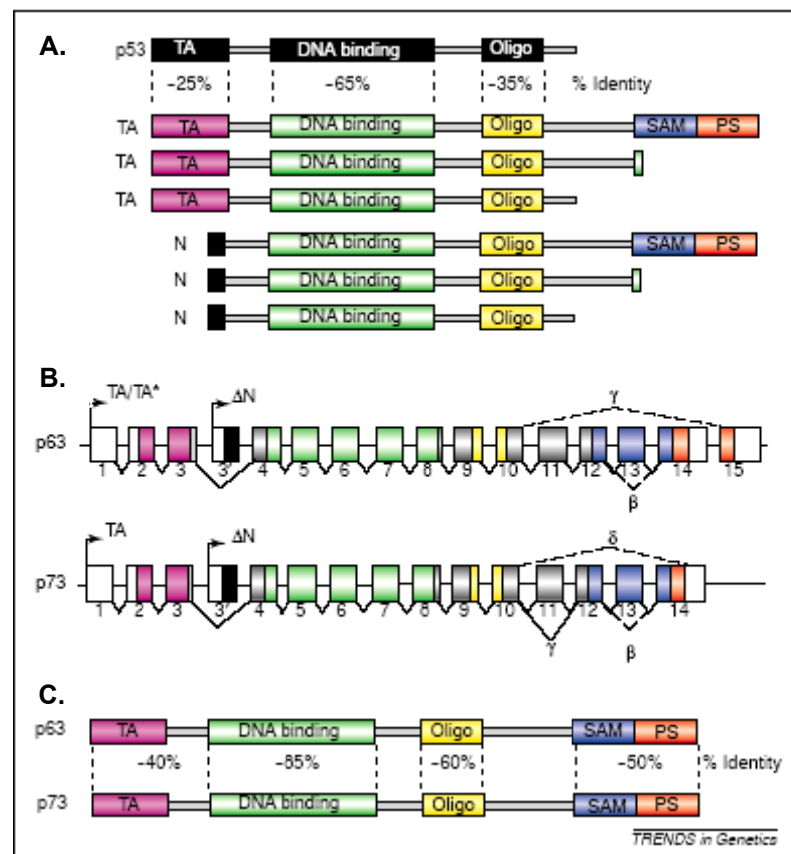 A.
p53 TA DNA binding Oligo
~25% ~65% ~35% % Identity
TA TA DNA binding Oligo SAM PS
TA TA DNA binding Oligo
TA TA DNA binding Oligo
N DNA binding Oligo SAM PS
N DNA binding Oligo
N DNA binding Oligo
B.
TA/TA* ΔN γ
p63
1 2 3 3' 4 5 6 7 8 9 10 11 12 13 14 15
β
TA ΔN δ
p73
1 2 3 3' 4 5 6 7 8 9 10 11 12 13 14
γ β
C.
p63 TA DNA binding Oligo SAM PS
~40% ~85% ~60% ~50% % Identity
p73 TA DNA binding Oligo SAM PS
TRENDS in Genetics